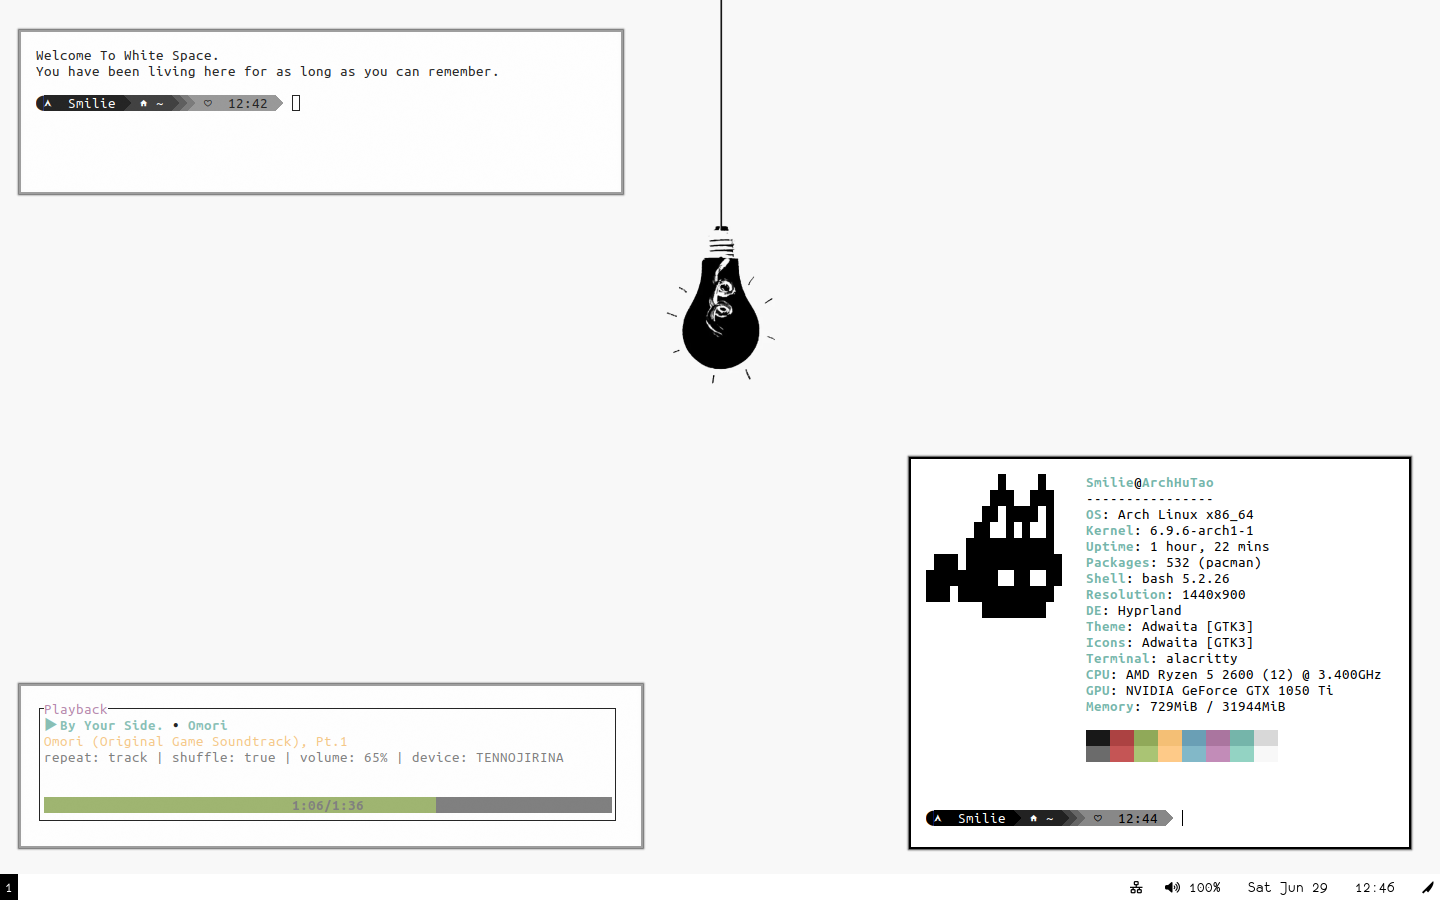 Welcome To White Space.
You have been living here for as long as you can remember.
Smilie ~ 12:42
Smilie@ArchHuTao
----------------
OS: Arch Linux x86_64
Kernel: 6.9.6-arch1-1
Uptime: 1 hour, 22 mins
Packages: 532 (pacman)
Shell: bash 5.2.26
Resolution: 1440x900
DE: Hyprland
Theme: Adwaita [GTK3]
Icons: Adwaita [GTK3]
Terminal: alacritty
CPU: AMD Ryzen 5 2600 (12) @ 3.400GHz
GPU: NVIDIA GeForce GTX 1050 Ti
Memory: 729MiB / 31944MiB
Smilie ~ 12:44
Playback
By Your Side. • Omori
Omori (Original Game Soundtrack), Pt.1
repeat: track | shuffle: true | volume: 65% | device: TENNOJIRINA
1:06/1:36
1
100% Sat Jun 29 12:46